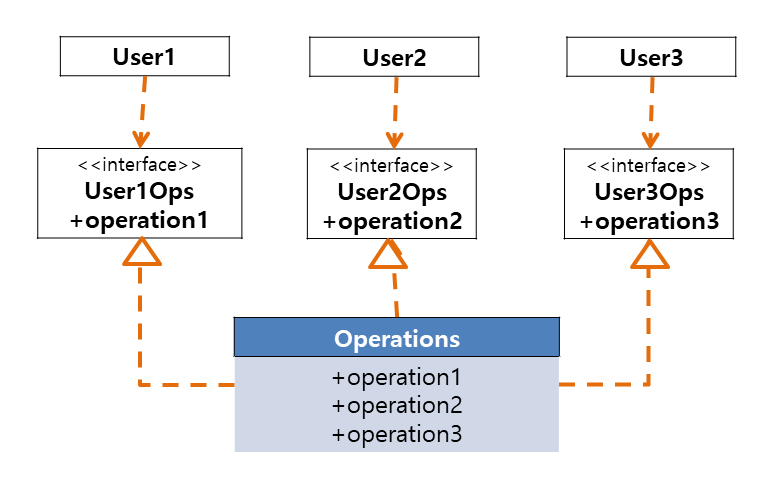 User1
User2
User3
<<interface>>
User1Ops
+operation1
<<interface>>
User2Ops
+operation2
<<interface>>
User3Ops
+operation3
Operations
+operation1
+operation2
+operation3